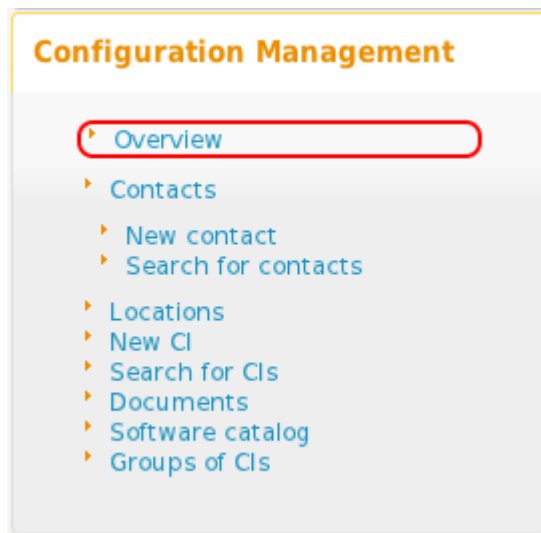 Configuration Management
Overview
Contacts
New contact
Search for contacts
Locations
New CI
Search for CIs
Documents
Software catalog
Groups of CIs